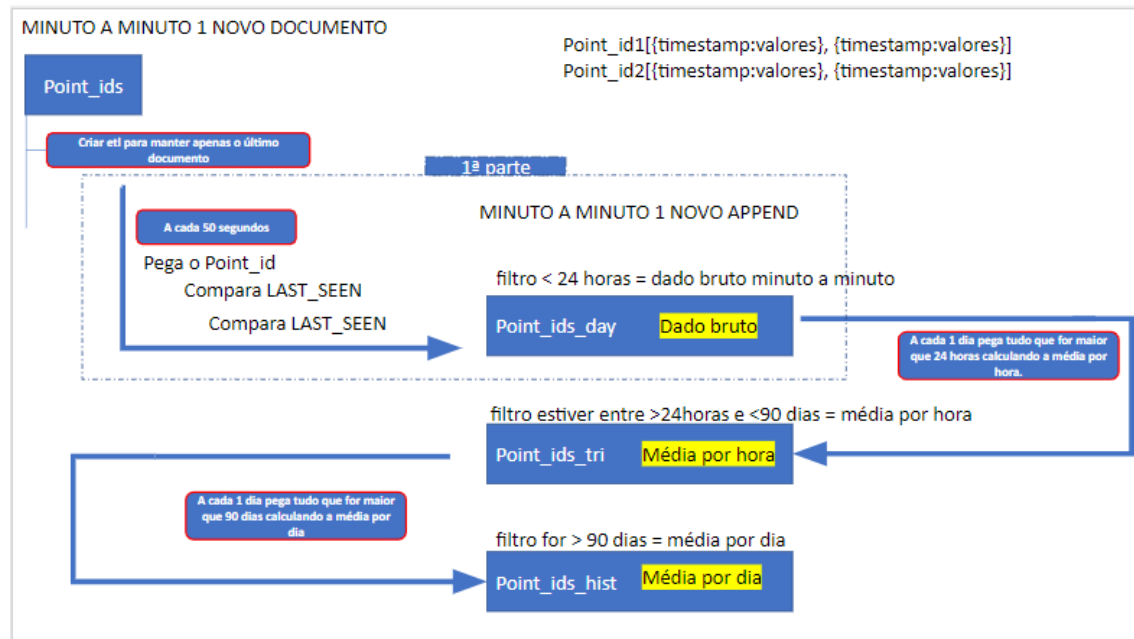 MINUTO A MINUTO 1 NOVO DOCUMENTO
Point_id1[{timestamp:valores}, {timestamp:valores}]
Point_id2[{timestamp:valores}, {timestamp:valores}]
Point_ids
Criar etl para manter apenas o último
documento
1ª parte
A cada 50 segundos
MINUTO A MINUTO 1 NOVO APPEND
Pega o Point_id
Compara LAST_SEEN
Compara LAST_SEEN
filtro < 24 horas = dado bruto minuto a minuto
Point_ids_day Dado bruto
A cada 1 dia pega tudo que for maior
que 24 horas calculando a média por
hora.
filtro estiver entre >24horas e <90 dias = média por hora
Point_ids_tri Média por hora
A cada 1 dia pega tudo que for maior
que 90 dias calculando a média por
dia
filtro for > 90 dias = média por dia
Point_ids_hist Média por dia